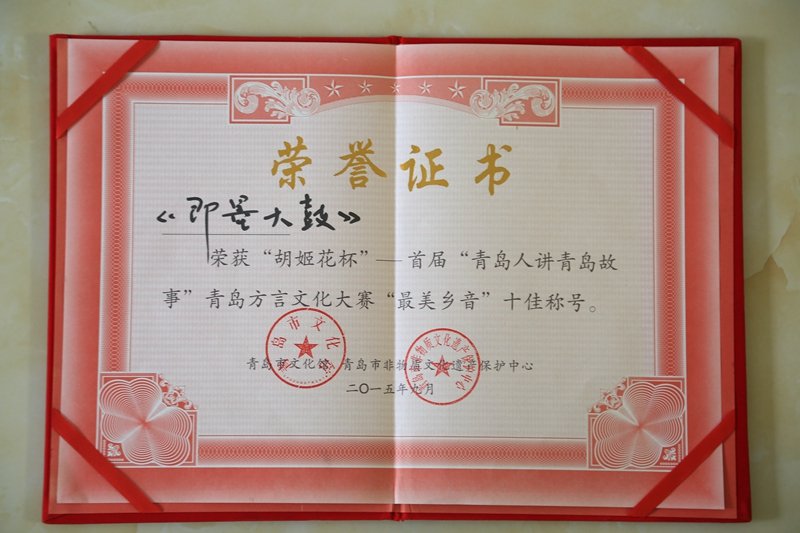 荣誉证书
《即墨大鼓》
荣获“胡姬花杯”—首届“青岛人讲青岛故
事”青岛方言文化大赛“最美乡音”十佳称号。
青岛市文化馆 青岛市非物质文化遗产保护中心
二〇一五年九月